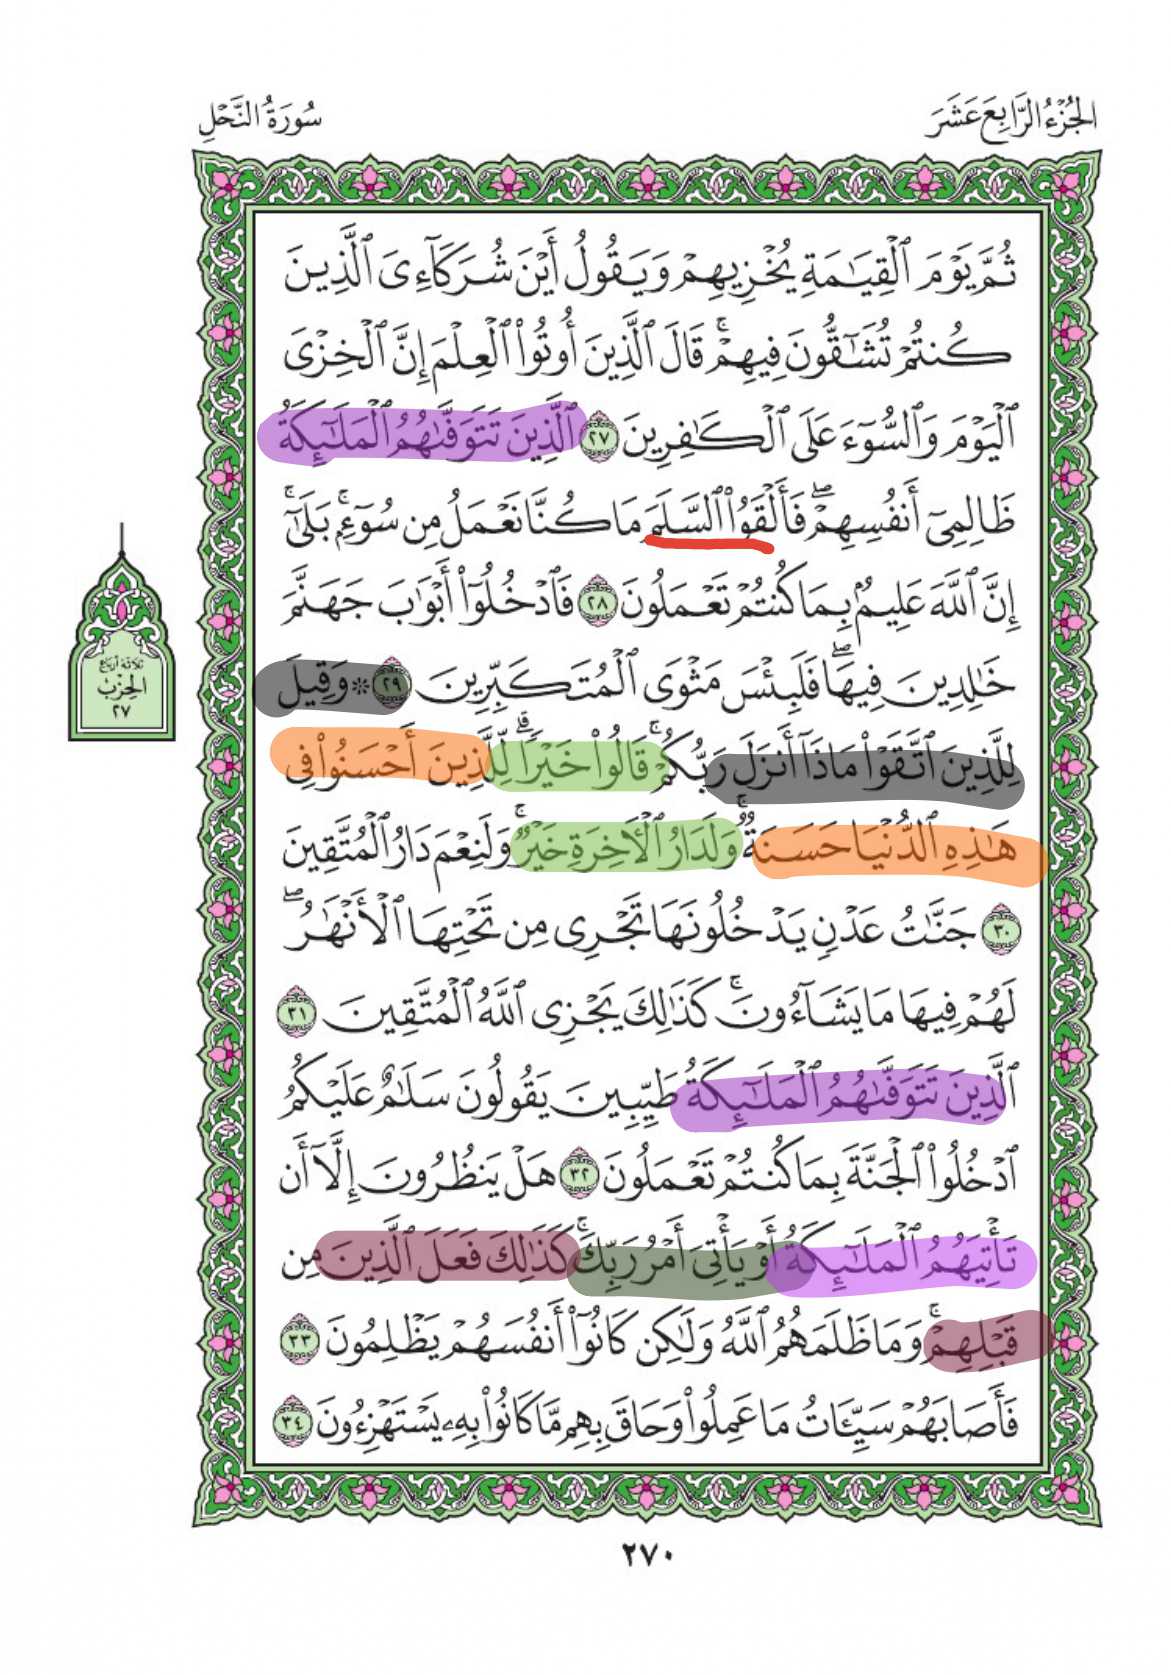 الجُزْءُ الرَّابِعَ عَشَرَ
سُورَةُ النَّحْلِ
ثُمَّ يَوْمَ ٱلْقِيَـٰمَةِ يُخْزِيهِمْ وَيَقُولُ أَيْنَ شُرَكَآءِىَ ٱلَّذِينَ
كُنتُمْ تُشَـٰٓقُّونَ فِيهِمْ ۚ قَالَ ٱلَّذِينَ أُوتُوا۟ ٱلْعِلْمَ إِنَّ ٱلْخِزْىَ
ٱلْيَوْمَ وَٱلسُّوٓءَ عَلَى ٱلْكَـٰفِرِينَ ٢٧ ٱلَّذِينَ تَتَوَفَّىٰهُمُ ٱلْمَلَـٰٓئِكَةُ
ظَالِمِىٓ أَنفُسِهِمْ ۖ فَأَلْقَوُا۟ ٱلسَّلَمَ مَا كُنَّا نَعْمَلُ مِن سُوٓءٍۭ ۚ بَلَىٰٓ ۚ
إِنَّ ٱللَّهَ عَلِيمٌۢ بِمَا كُنتُمْ تَعْمَلُونَ ٢٨ فَٱدْخُلُوٓا۟ أَبْوَٰبَ جَهَنَّمَ
خَـٰلِدِينَ فِيهَا ۖ فَلَبِئْسَ مَثْوَى ٱلْمُتَكَبِّرِينَ ٢٩ ۞ وَقِيلَ
لِلَّذِينَ ٱتَّقَوْا۟ مَاذَآ أَنزَلَ رَبُّكُمْ ۚ قَالُوا۟ خَيْرًا ۗ لِّلَّذِينَ أَحْسَنُوا۟ فِى
هَـٰذِهِ ٱلدُّنْيَا حَسَنَةٌ ۚ وَلَدَارُ ٱلْـَٔاخِرَةِ خَيْرٌ ۚ وَلَنِعْمَ دَارُ ٱلْمُتَّقِينَ
٣٠ جَنَّـٰتُ عَدْنٍ يَدْخُلُونَهَا تَجْرِى مِن تَحْتِهَا ٱلْأَنْهَـٰرُ ۖ
لَهُمْ فِيهَا مَا يَشَآءُونَ ۚ كَذَٰلِكَ يَجْزِى ٱللَّهُ ٱلْمُتَّقِينَ ٣١
ٱلَّذِينَ تَتَوَفَّىٰهُمُ ٱلْمَلَـٰٓئِكَةُ طَيِّبِينَ ۙ يَقُولُونَ سَلَـٰمٌ عَلَيْكُمُ
ٱدْخُلُوا۟ ٱلْجَنَّةَ بِمَا كُنتُمْ تَعْمَلُونَ ٣٢ هَلْ يَنظُرُونَ إِلَّآ أَن
تَأْتِيَهُمُ ٱلْمَلَـٰٓئِكَةُ أَوْ يَأْتِىَ أَمْرُ رَبِّكَ ۚ كَذَٰلِكَ فَعَلَ ٱلَّذِينَ مِن
قَبْلِهِمْ ۚ وَمَا ظَلَمَهُمُ ٱللَّهُ وَلَـٰكِن كَانُوٓا۟ أَنفُسَهُمْ يَظْلِمُونَ ٣٣
فَأَصَابَهُمْ سَيِّـَٔاتُ مَا عَمِلُوا۟ وَحَاقَ بِهِم مَّا كَانُوا۟ بِهِۦ يَسْتَهْزِءُونَ ٣٤
ثلاثة أرباع
الحزب
٢٧
٢٧٠